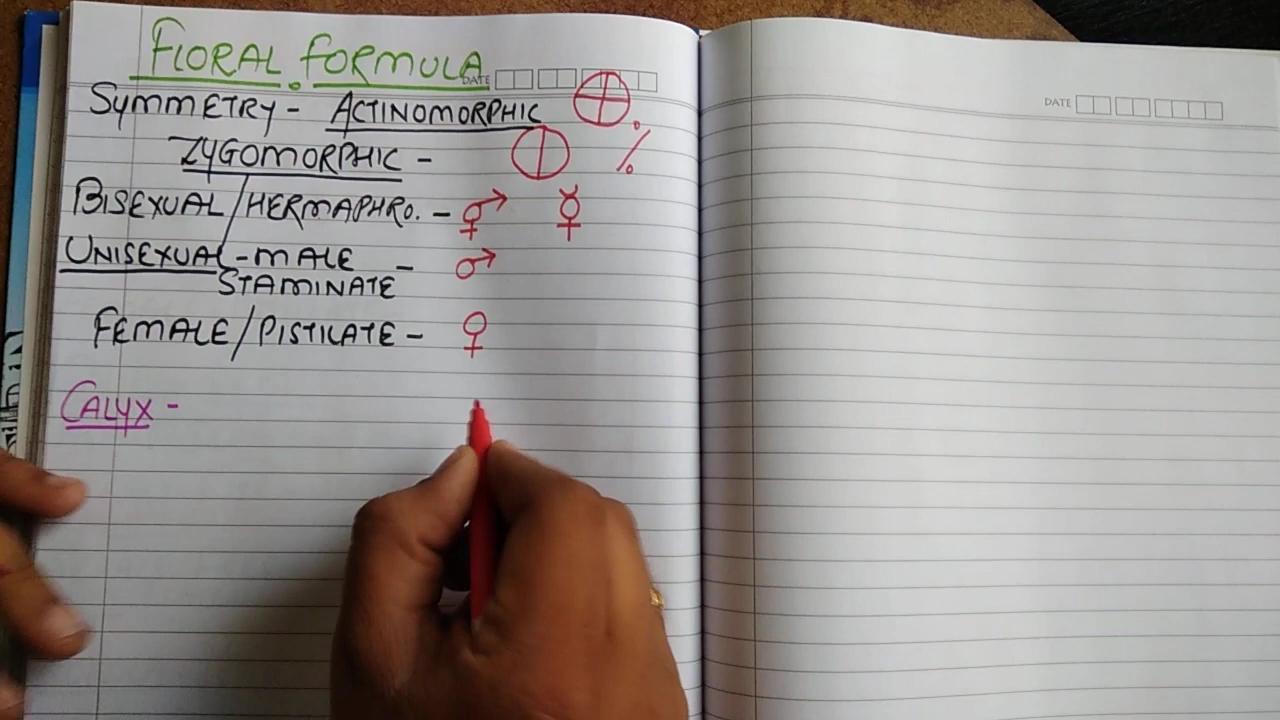 FLORAL FORMULA
DATE
SYMMETRY - ACTINOMORPHIC ⊕
ZYGOMORPHIC - ⦶ %
BISEXUAL/HERMAPHRO. - ⚥ ☿
UNISEXUAL - MALE - ♂
STAMINATE
FEMALE/PISTILATE - ♀
CALYX -
DATE